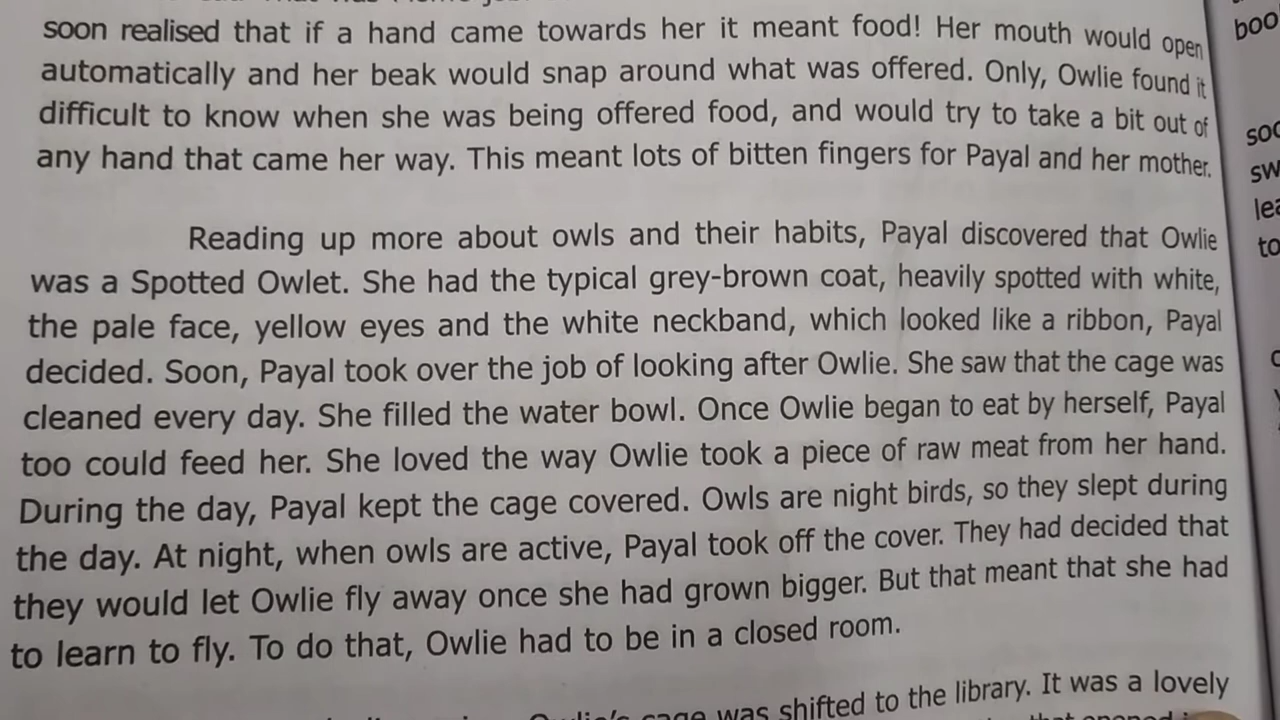 soon realised that if a hand came towards her it meant food! Her mouth would open
automatically and her beak would snap around what was offered. Only, Owlie found it
difficult to know when she was being offered food, and would try to take a bit out of
any hand that came her way. This meant lots of bitten fingers for Payal and her mother.
Reading up more about owls and their habits, Payal discovered that Owlie
was a Spotted Owlet. She had the typical grey-brown coat, heavily spotted with white,
the pale face, yellow eyes and the white neckband, which looked like a ribbon, Payal
decided. Soon, Payal took over the job of looking after Owlie. She saw that the cage was
cleaned every day. She filled the water bowl. Once Owlie began to eat by herself, Payal
too could feed her. She loved the way Owlie took a piece of raw meat from her hand.
During the day, Payal kept the cage covered. Owls are night birds, so they slept during
the day. At night, when owls are active, Payal took off the cover. They had decided that
they would let Owlie fly away once she had grown bigger. But that meant that she had
to learn to fly. To do that, Owlie had to be in a closed room.
Owlie's cage was shifted to the library. It was a lovely
that opened